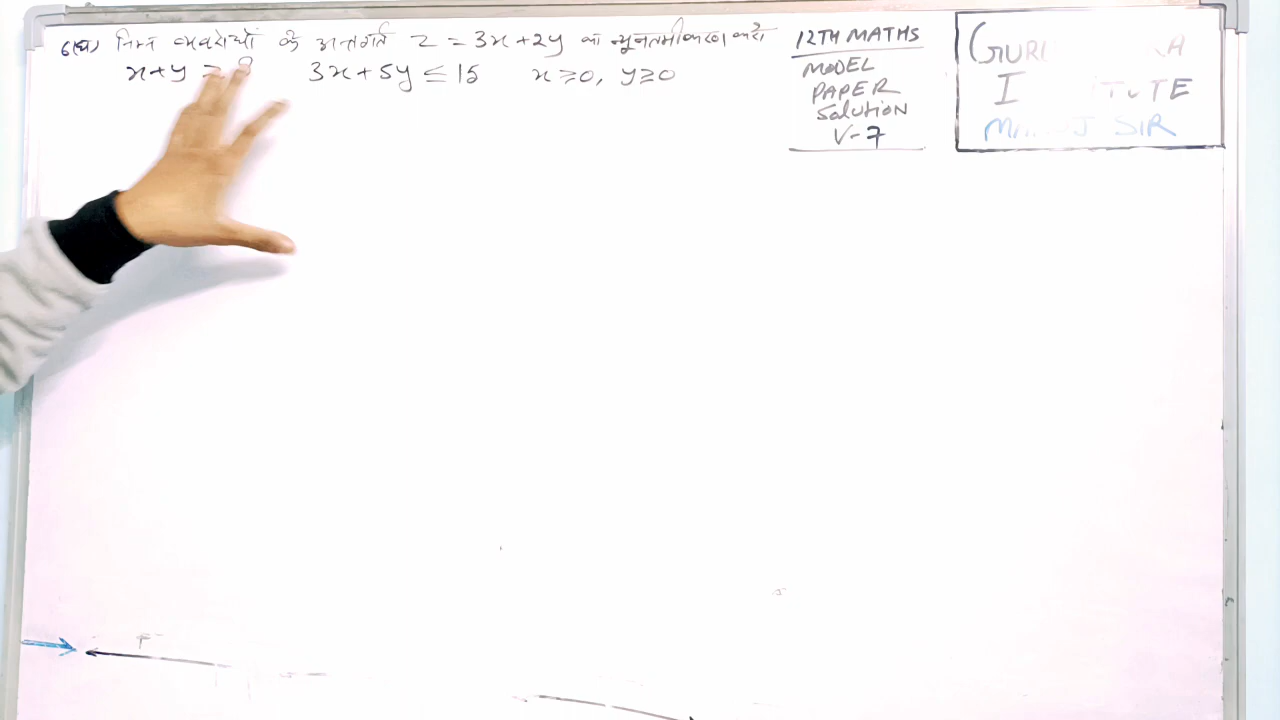 6(घ) निम्न व्यवरोधों के अन्तर्गत Z = 3x + 2y का न्यूनतमीकरण करो
x + y ≥ 8 3x + 5y ≤ 15 x ≥ 0, y ≥ 0
12TH MATHS
MODEL
PAPER
Solution
V-7
SIR